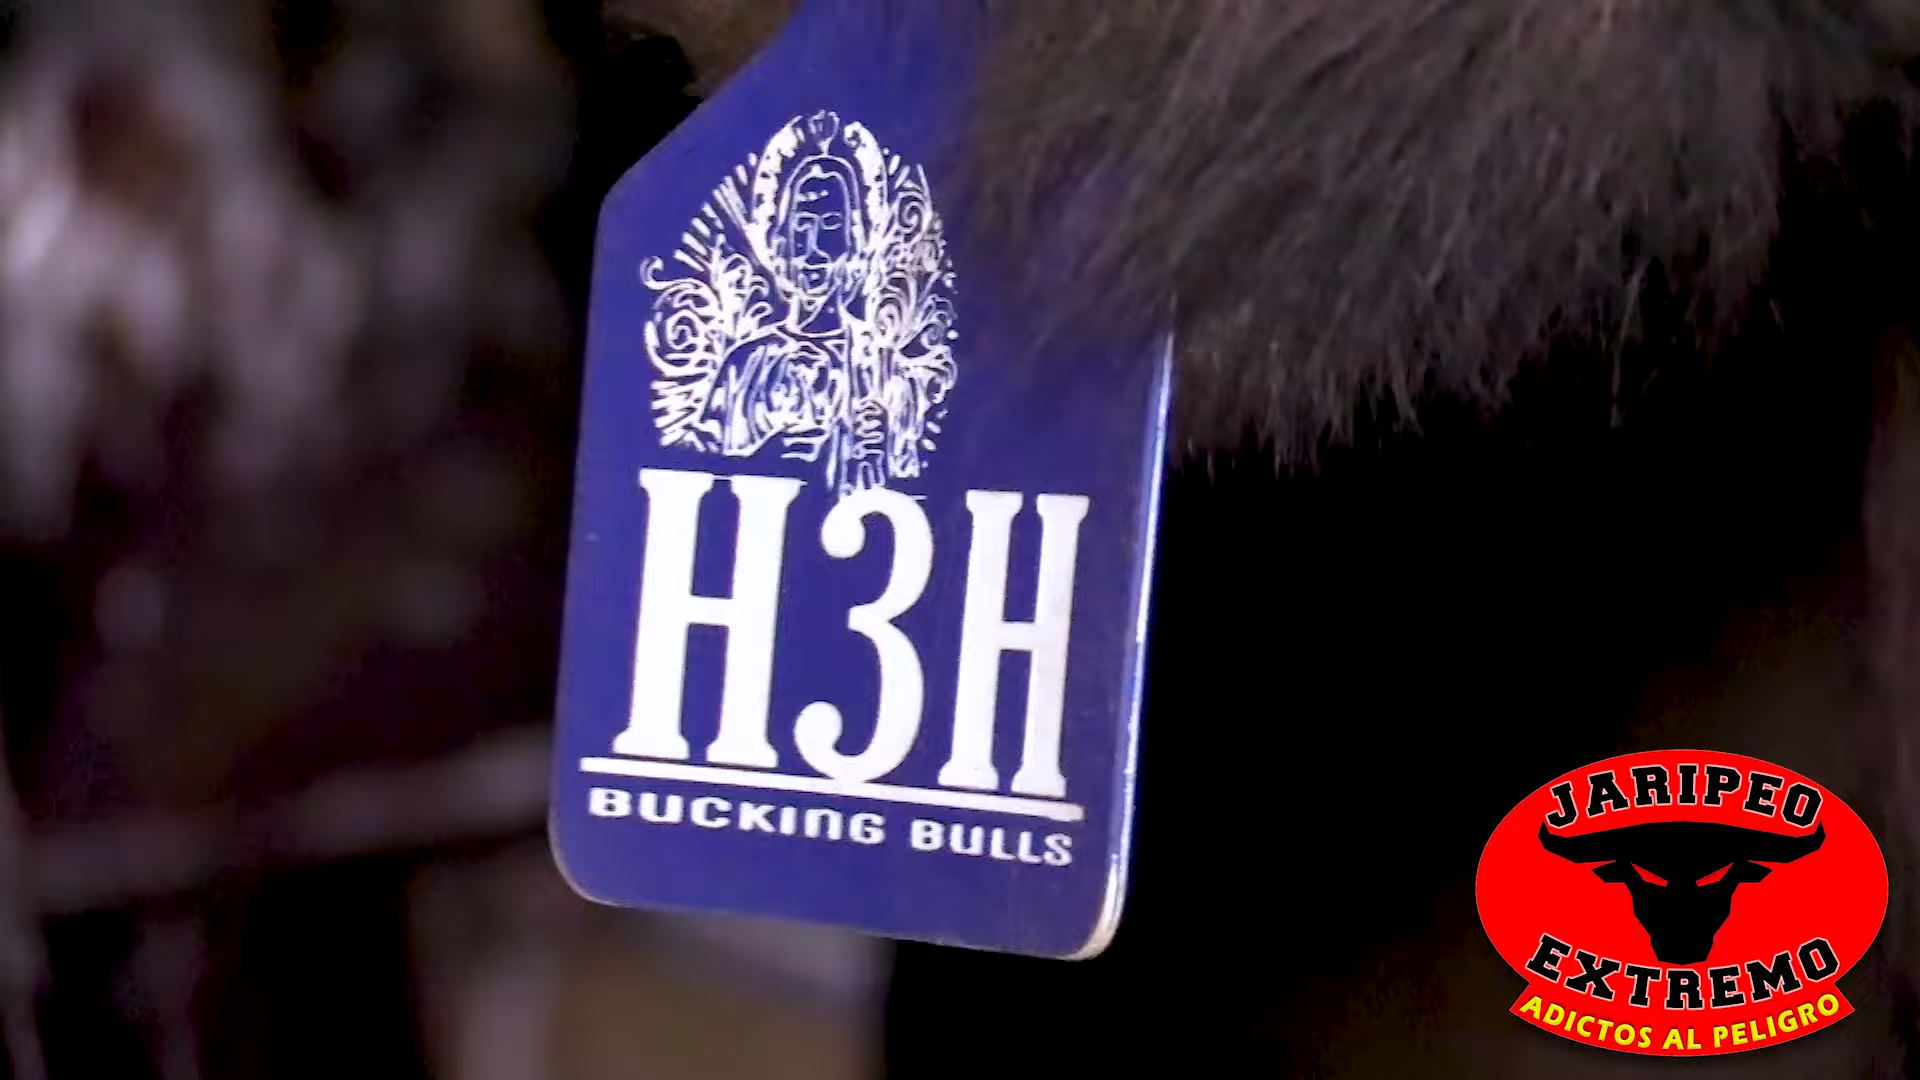 H3H
BUCKING BULLS
JARIPEO
EXTREMO
ADICTOS AL PELIGRO